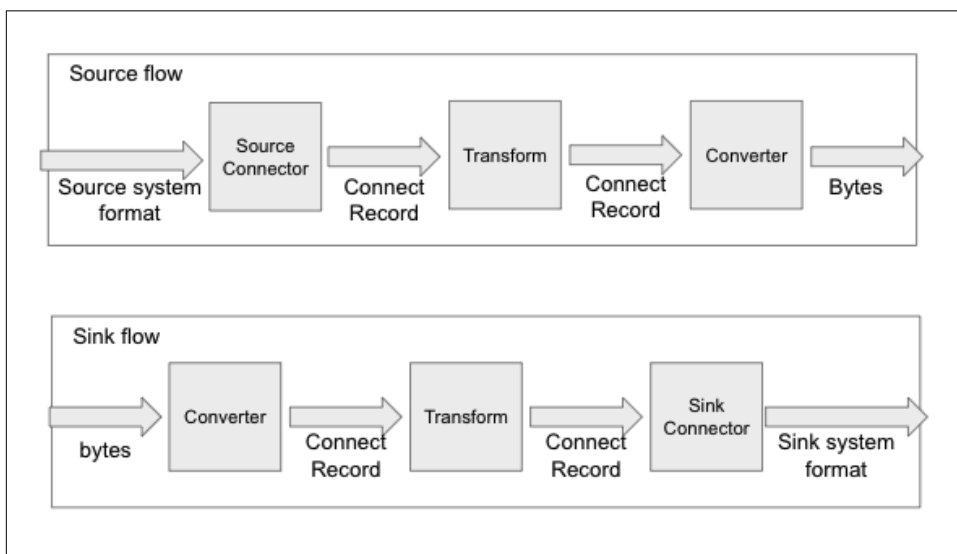 Source flow
Source
Connector
Transform
Converter
Source system
format
Connect
Record
Connect
Record
Bytes
Sink flow
Converter
Transform
Sink
Connector
bytes
Connect
Record
Connect
Record
Sink system
format